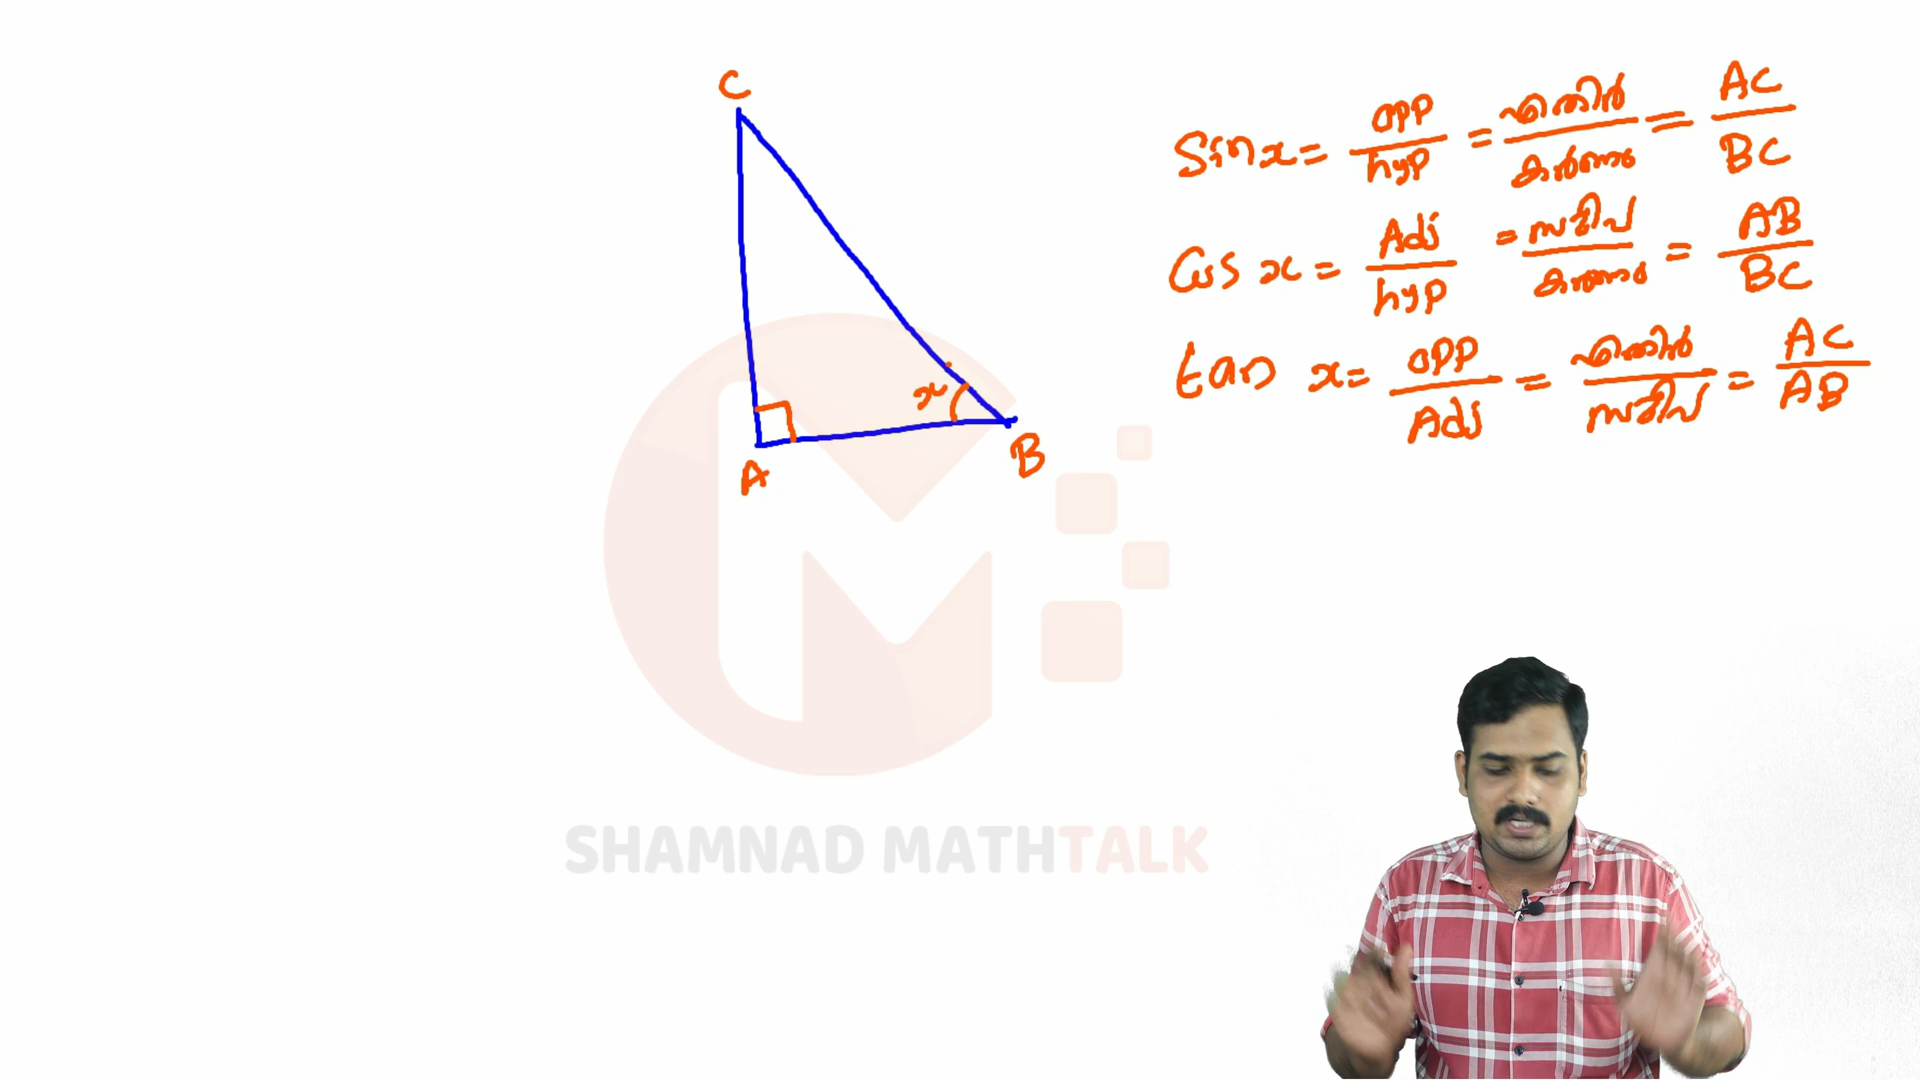 C
A
B
x
Sin x = opp/hyp = എതിർ/കർണം = AC/BC
Cos x = Adj/hyp = സമീപ/കർണം = AB/BC
tan x = opp/Adj = എതിർ/സമീപ = AC/AB
SHAMNAD MATHTALK